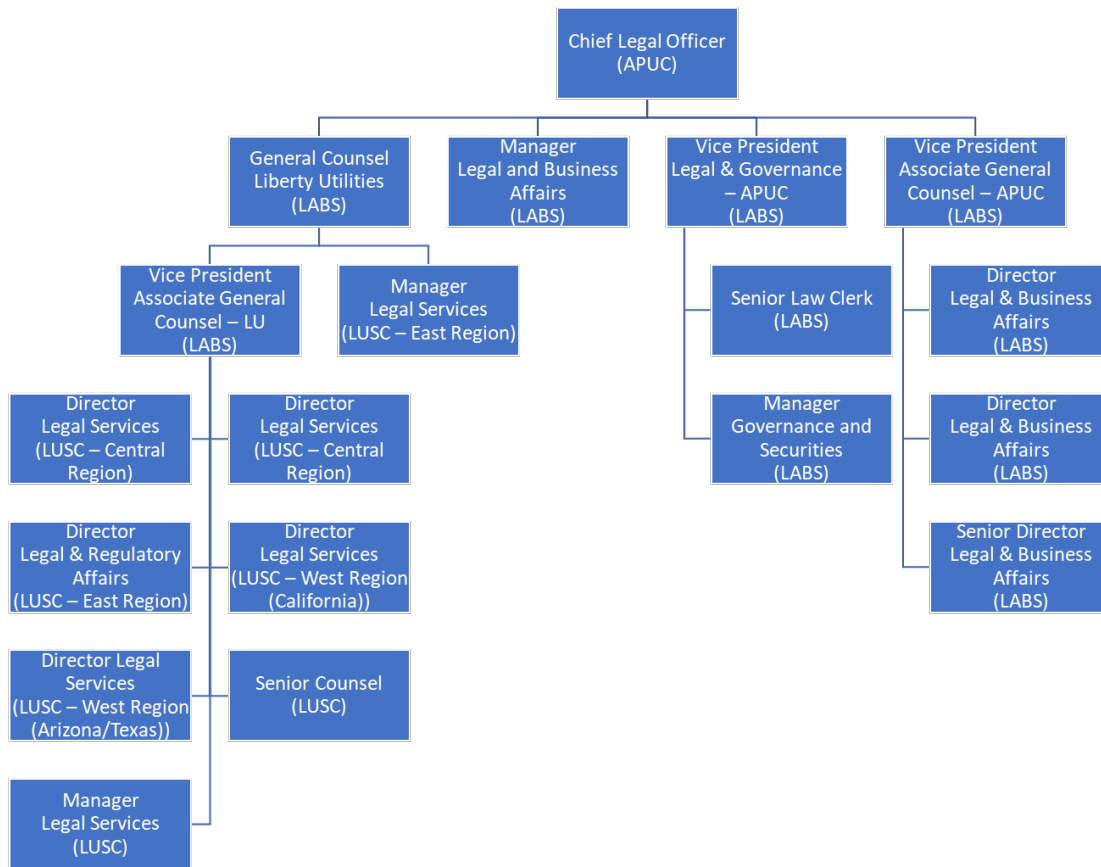 Chief Legal Officer
(APUC)
General Counsel
Liberty Utilities
(LABS)
Manager
Legal and Business
Affairs
(LABS)
Vice President
Legal & Governance
– APUC
(LABS)
Vice President
Associate General
Counsel – APUC
(LABS)
Vice President
Associate General
Counsel – LU
(LABS)
Manager
Legal Services
(LUSC – East Region)
Senior Law Clerk
(LABS)
Director
Legal & Business
Affairs
(LABS)
Director
Legal Services
(LUSC – Central
Region)
Director
Legal Services
(LUSC – Central
Region)
Manager
Governance and
Securities
(LABS)
Director
Legal & Business
Affairs
(LABS)
Director
Legal & Regulatory
Affairs
(LUSC – East Region)
Director
Legal Services
(LUSC – West Region
(California))
Senior Director
Legal & Business
Affairs
(LABS)
Director Legal
Services
(LUSC – West Region
(Arizona/Texas))
Senior Counsel
(LUSC)
Manager
Legal Services
(LUSC)